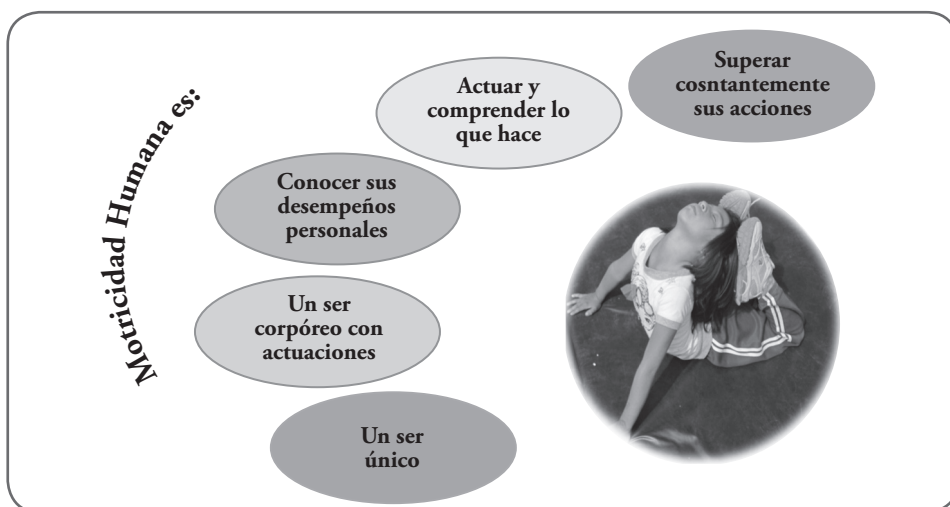 Motricidad Humana es:
Superar
cosntantemente
sus acciones
Actuar y
comprender lo
que hace
Conocer sus
desempeños
personales
Un ser
corpóreo con
actuaciones
Un ser
único